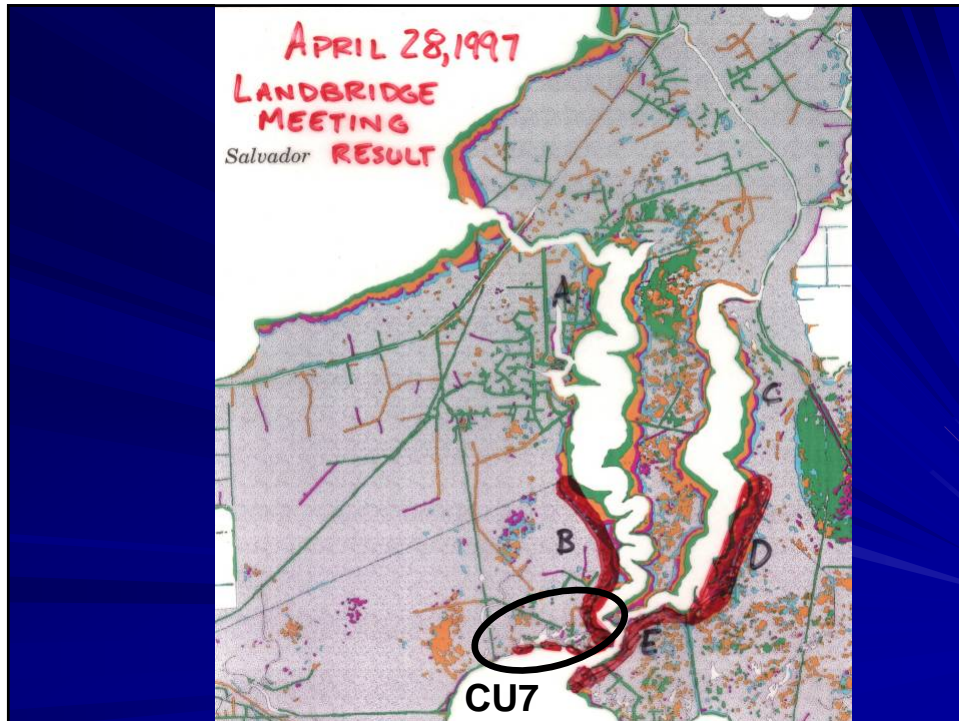 APRIL 28, 1997
LANDBRIDGE
MEETING
Salvador RESULT
A
C
B
D
E
CU7